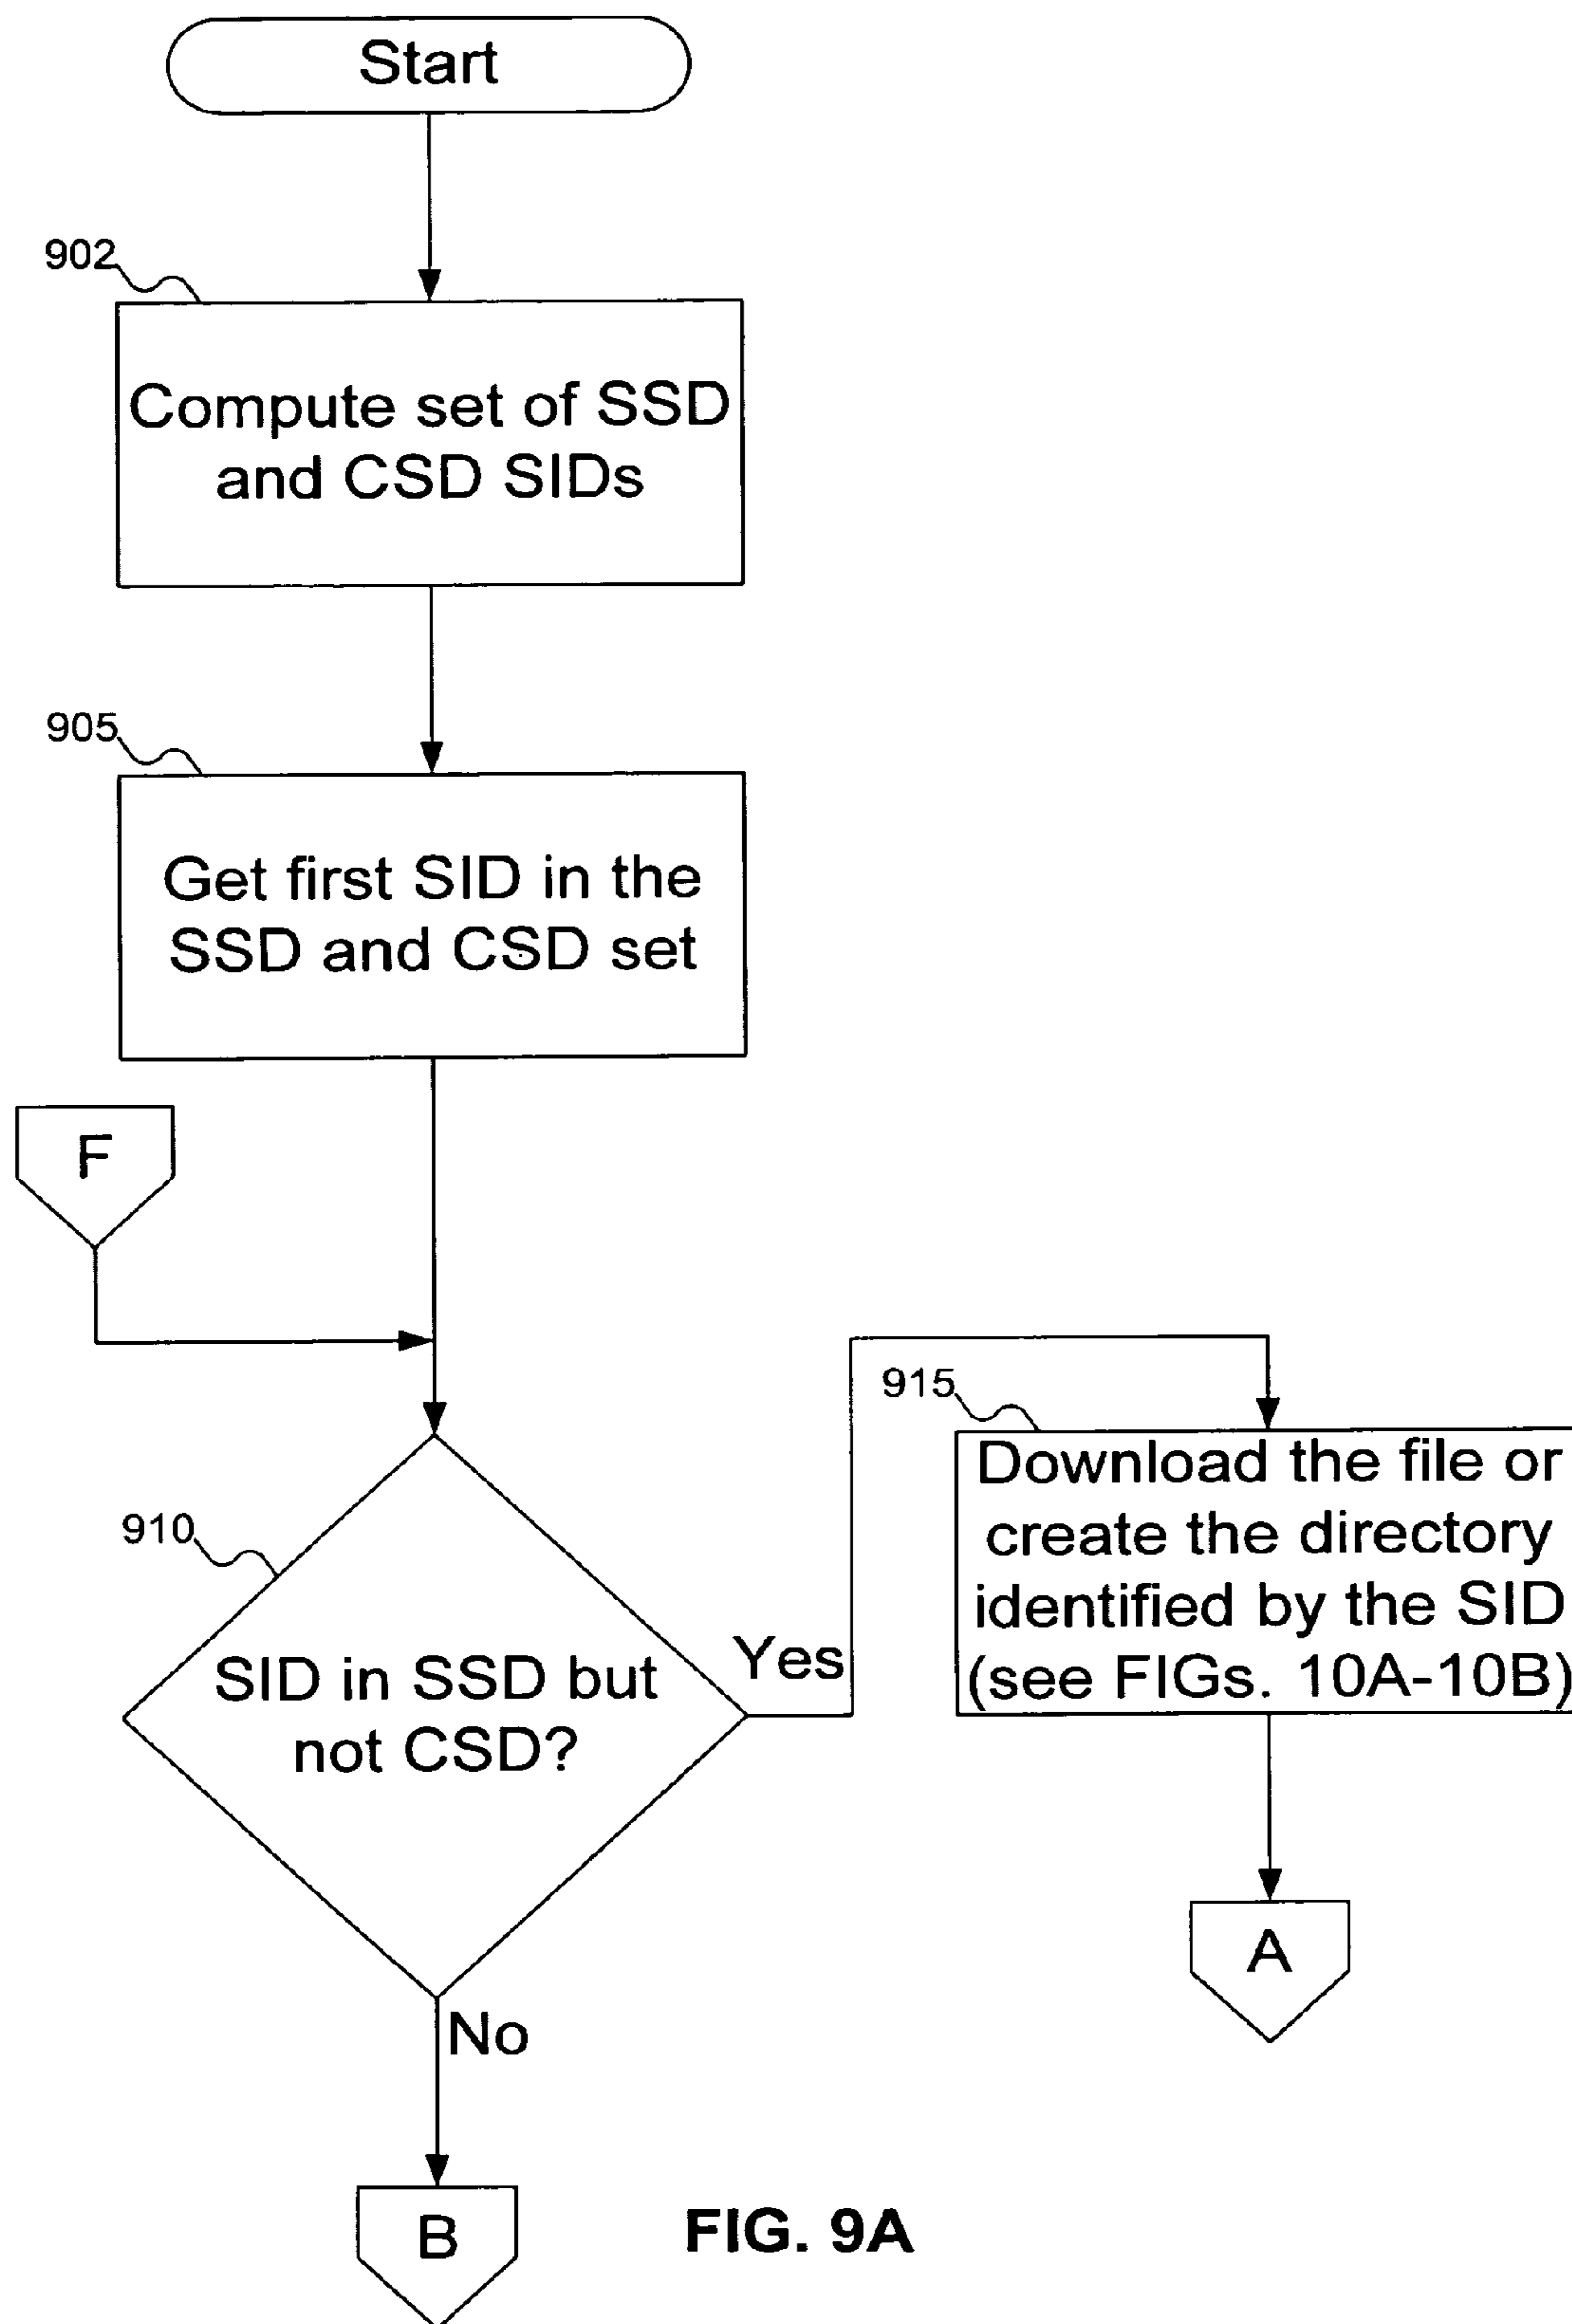 Start
902
Compute set of SSD
and CSD SIDs
905
Get first SID in the
SSD and CSD set
F
910
SID in SSD but
not CSD?
Yes
915
Download the file or
create the directory
identified by the SID
(see FIGs. 10A-10B)
A
No
B
FIG. 9A